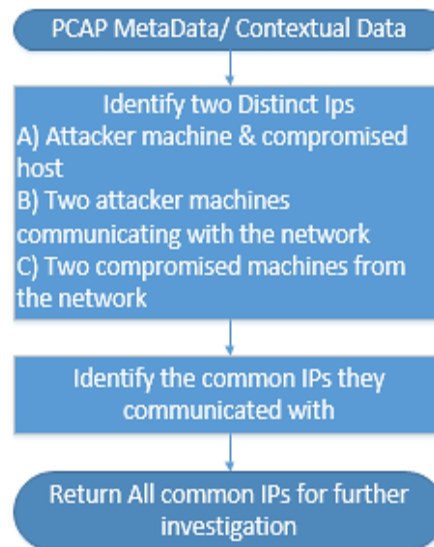 PCAP MetaData/ Contextual Data
Identify two Distinct Ips
A) Attacker machine & compromised
host
B) Two attacker machines
communicating with the network
C) Two compromised machines from
the network
Identify the common IPs they
communicated with
Return All common IPs for further
investigation